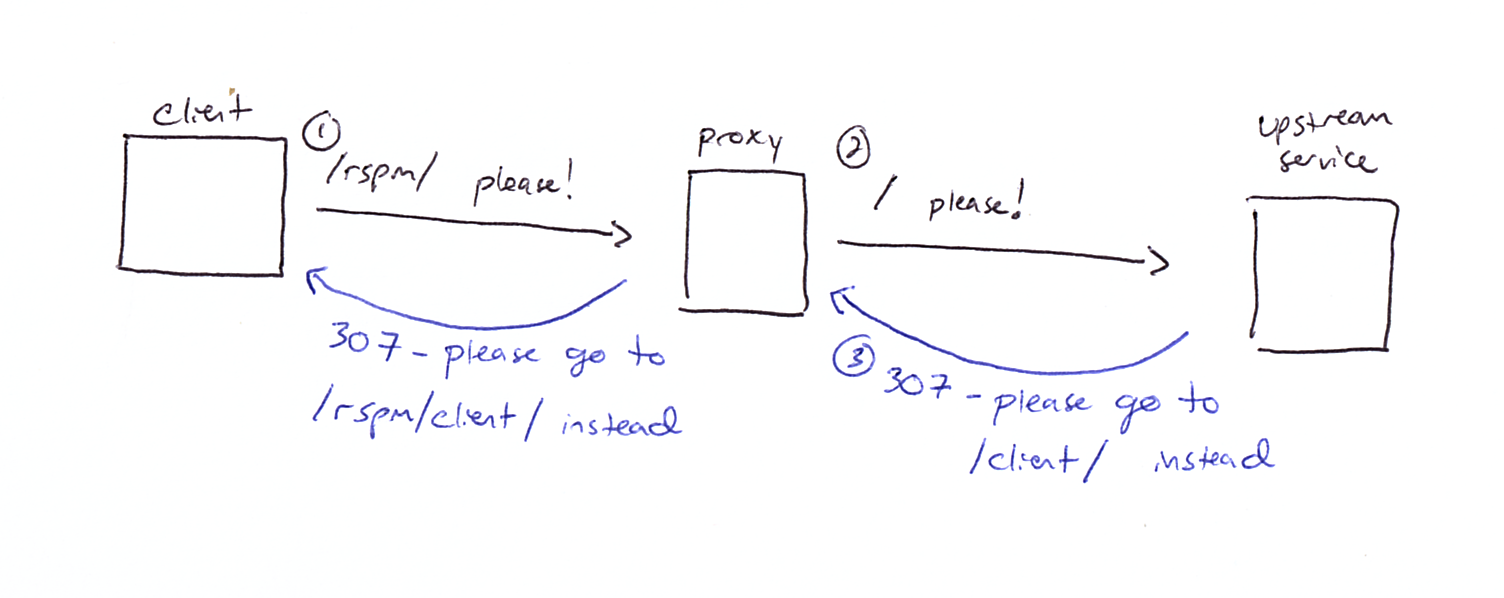 client
①
/rspm/ please!
proxy
②
/ please!
upstream
service
307 - please go to
/rspm/client/ instead
③
307 - please go to
/client/ instead